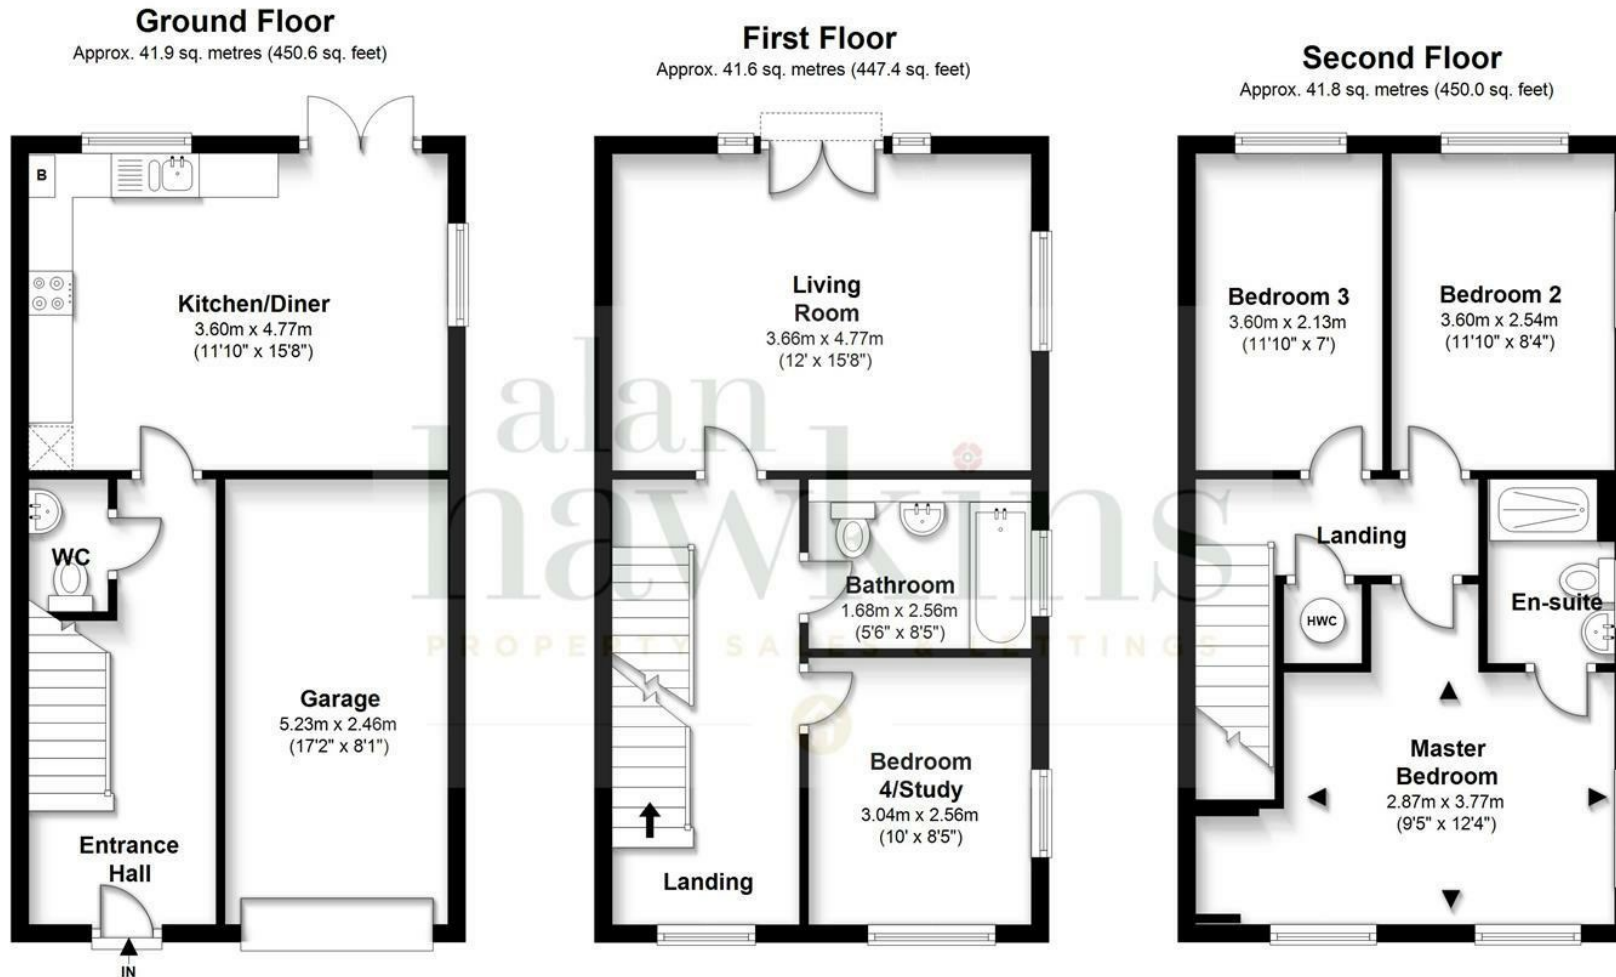 Ground Floor
Approx. 41.9 sq. metres (450.6 sq. feet)
B
Kitchen/Diner
3.60m x 4.77m
(11'10" x 15'8")
WC
Garage
5.23m x 2.46m
(17'2" x 8'1")
Entrance
Hall
IN
First Floor
Approx. 41.6 sq. metres (447.4 sq. feet)
Living
Room
3.66m x 4.77m
(12' x 15'8")
Bathroom
1.68m x 2.56m
(5'6" x 8'5")
Bedroom
4/Study
3.04m x 2.56m
(10' x 8'5")
Landing
Second Floor
Approx. 41.8 sq. metres (450.0 sq. feet)
Bedroom 3
3.60m x 2.13m
(11'10" x 7')
Bedroom 2
3.60m x 2.54m
(11'10" x 8'4")
Landing
HWC
En-suite
Master
Bedroom
2.87m x 3.77m
(9'5" x 12'4")
alan
hawkins
PROPERTY SALES & LETTINGS